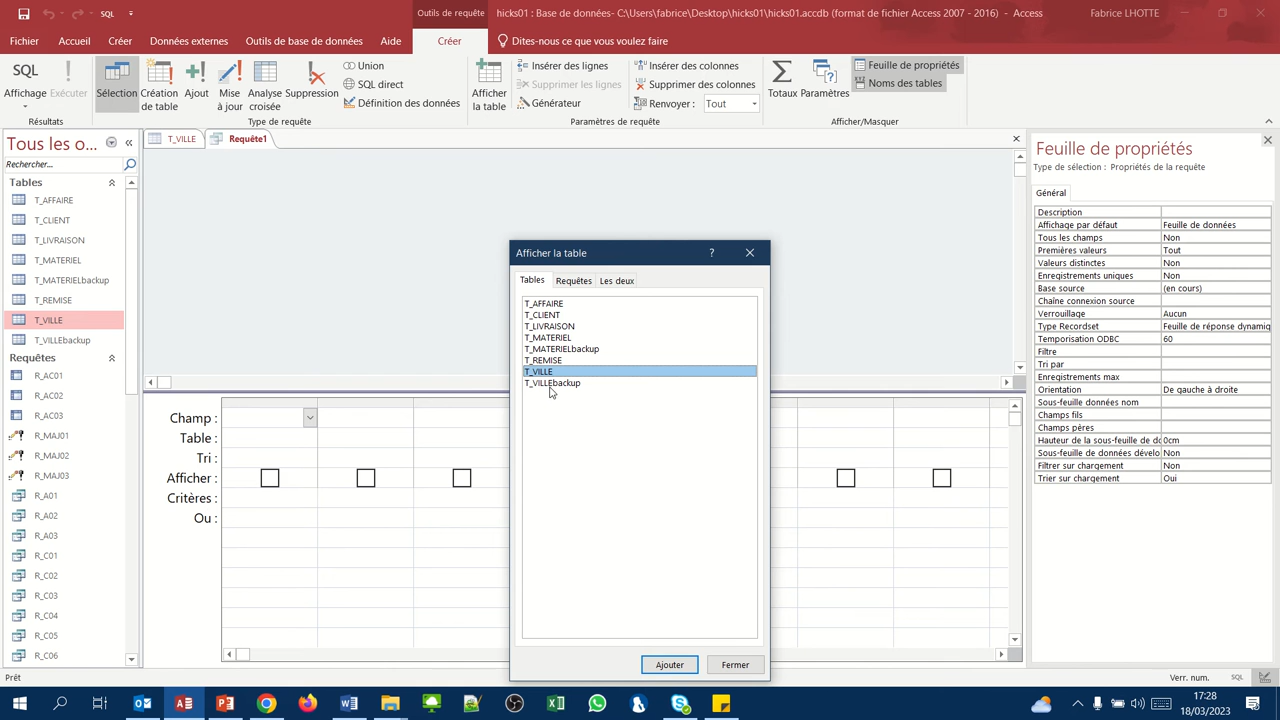 SQL
Outils de requête
hicks01 : Base de données- C:\Users\fabrice\Desktop\hicks01\hicks01.accdb (format de fichier Access 2007 - 2016) — Access
Fabrice LHOTTE
Fichier
Accueil
Créer
Données externes
Outils de base de données
Aide
Créer
Dites-nous ce que vous voulez faire
SQL
Affichage
Exécuter
Résultats
Sélection
Création de table
Ajout
Mise à jour
Analyse croisée
Suppression
Union
SQL direct
Définition des données
Type de requête
Afficher la table
Insérer des lignes
Supprimer les lignes
Générateur
Insérer des colonnes
Supprimer des colonnes
Renvoyer : Tout
Paramètres de requête
Totaux
Paramètres
Feuille de propriétés
Noms des tables
Afficher/Masquer
Tous les o...
Rechercher...
Tables
T_AFFAIRE
T_CLIENT
T_LIVRAISON
T_MATERIEL
T_MATERIELbackup
T_REMISE
T_VILLE
T_VILLEbackup
Requêtes
R_AC01
R_AC02
R_AC03
R_MAJ01
R_MAJ02
R_MAJ03
R_A01
R_A02
R_A03
R_C01
R_C02
R_C03
R_C04
R_C05
R_C06
T_VILLE
Requête1
Champ :
Table :
Tri :
Afficher :
Critères :
Ou :
Afficher la table
?
Tables
Requêtes
Les deux
T_AFFAIRE
T_CLIENT
T_LIVRAISON
T_MATERIEL
T_MATERIELbackup
T_REMISE
T_VILLE
T_VILLEbackup
Ajouter
Fermer
Feuille de propriétés
Type de sélection : Propriétés de la requête
Général
Description
Affichage par défaut Feuille de données
Tous les champs Non
Premières valeurs Tout
Valeurs distinctes Non
Enregistrements uniques Non
Base source (en cours)
Chaîne connexion source
Verrouillage Aucun
Type Recordset Feuille de réponse dynamiq
Temporisation ODBC 60
Filtre
Tri par
Enregistrements max
Orientation De gauche à droite
Sous-feuille données nom
Champs fils
Champs pères
Hauteur de la sous-feuille de do 0cm
Sous-feuille de données dévelo Non
Filtrer sur chargement Non
Trier sur chargement Oui
Prêt
Verr. num.
SQL
17:28
18/03/2023